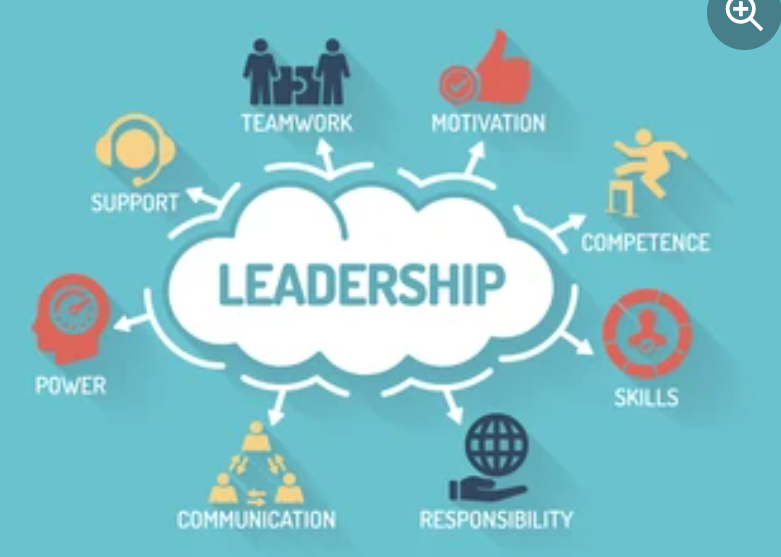 TEAMWORK
MOTIVATION
SUPPORT
COMPETENCE
LEADERSHIP
POWER
SKILLS
COMMUNICATION
RESPONSIBILITY